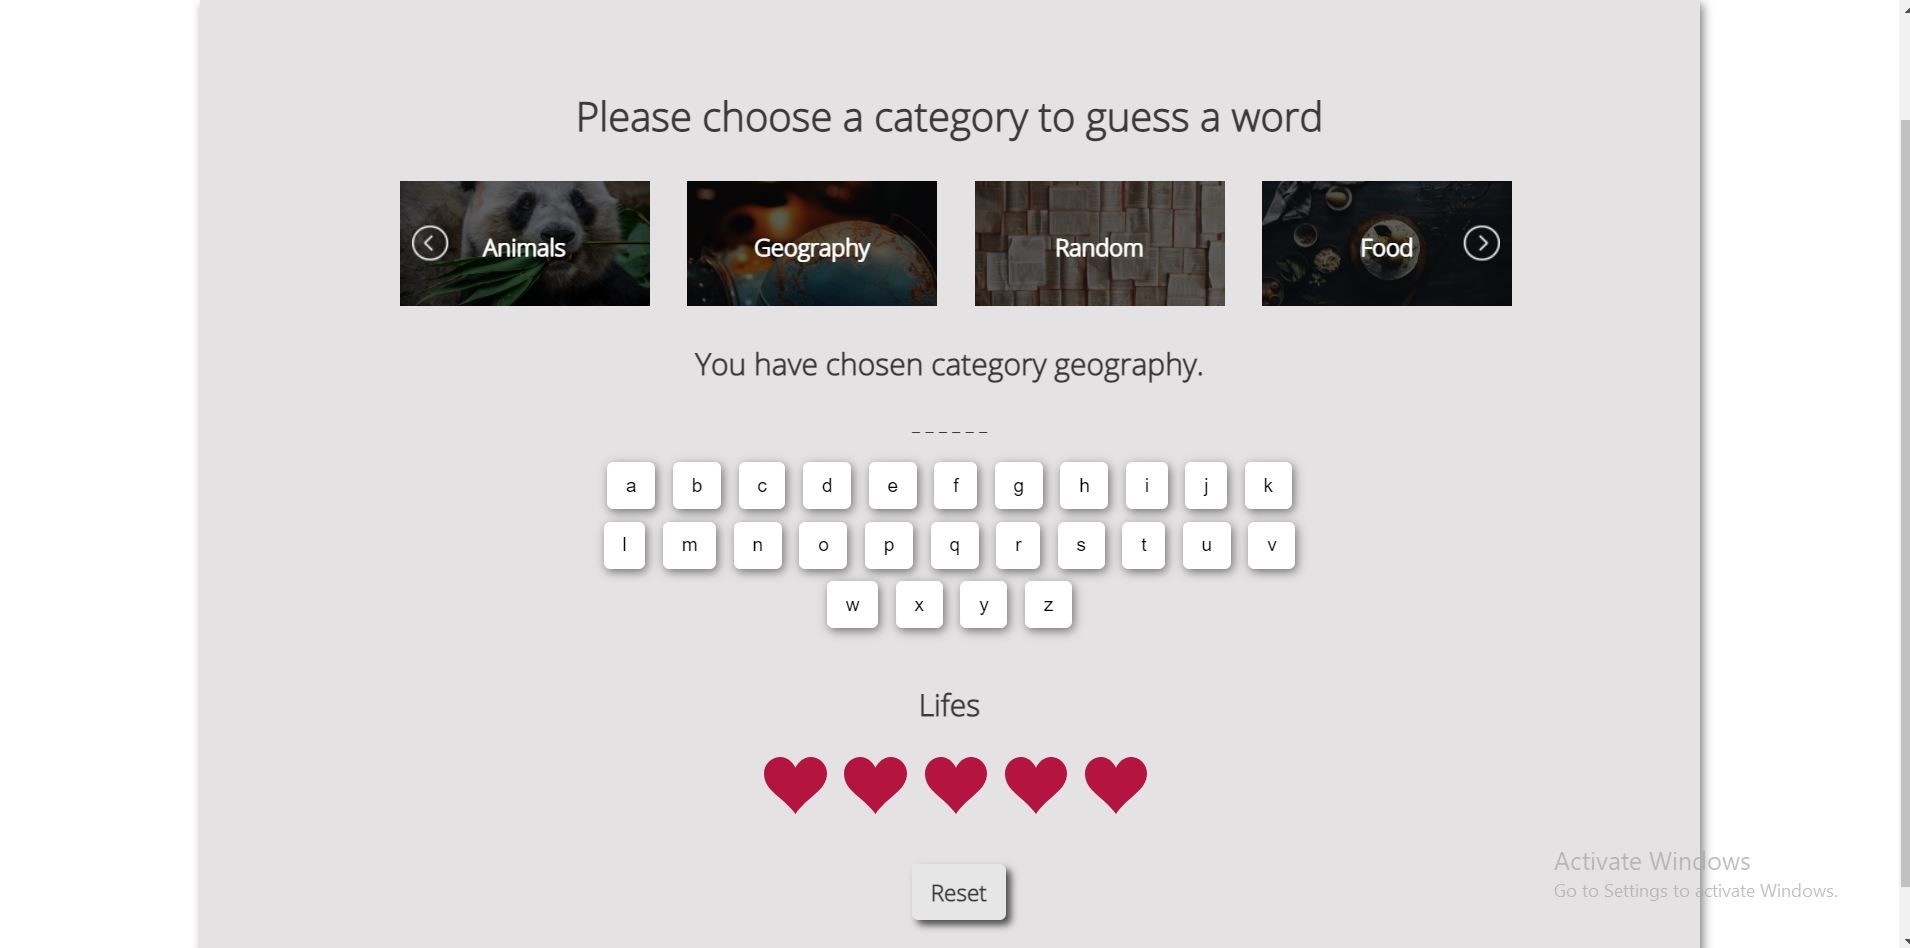 Please choose a category to guess a word
Animals Geography Random Food
You have chosen category geography.
_ _ _ _ _ _
a b c d e f g h i j k
l m n o p q r s t u v
w x y z
Lifes
Reset
Activate Windows
Go to Settings to activate Windows.